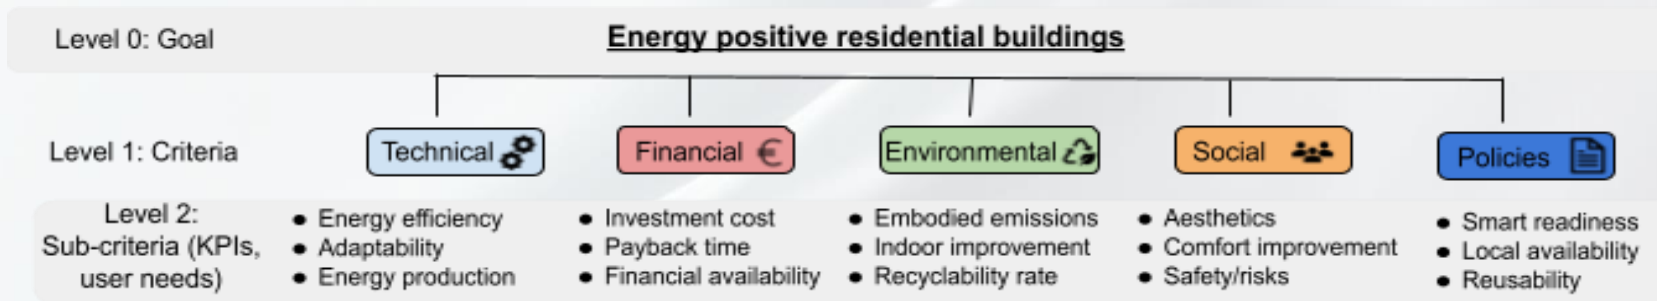 Level 0: Goal
Energy positive residential buildings
Level 1: Criteria
Technical
Financial €
Environmental
Social
Policies
Level 2:
Sub-criteria (KPIs,
user needs)
● Energy efficiency
● Adaptability
● Energy production
● Investment cost
● Payback time
● Financial availability
● Embodied emissions
● Indoor improvement
● Recyclability rate
● Aesthetics
● Comfort improvement
● Safety/risks
● Smart readiness
● Local availability
● Reusability